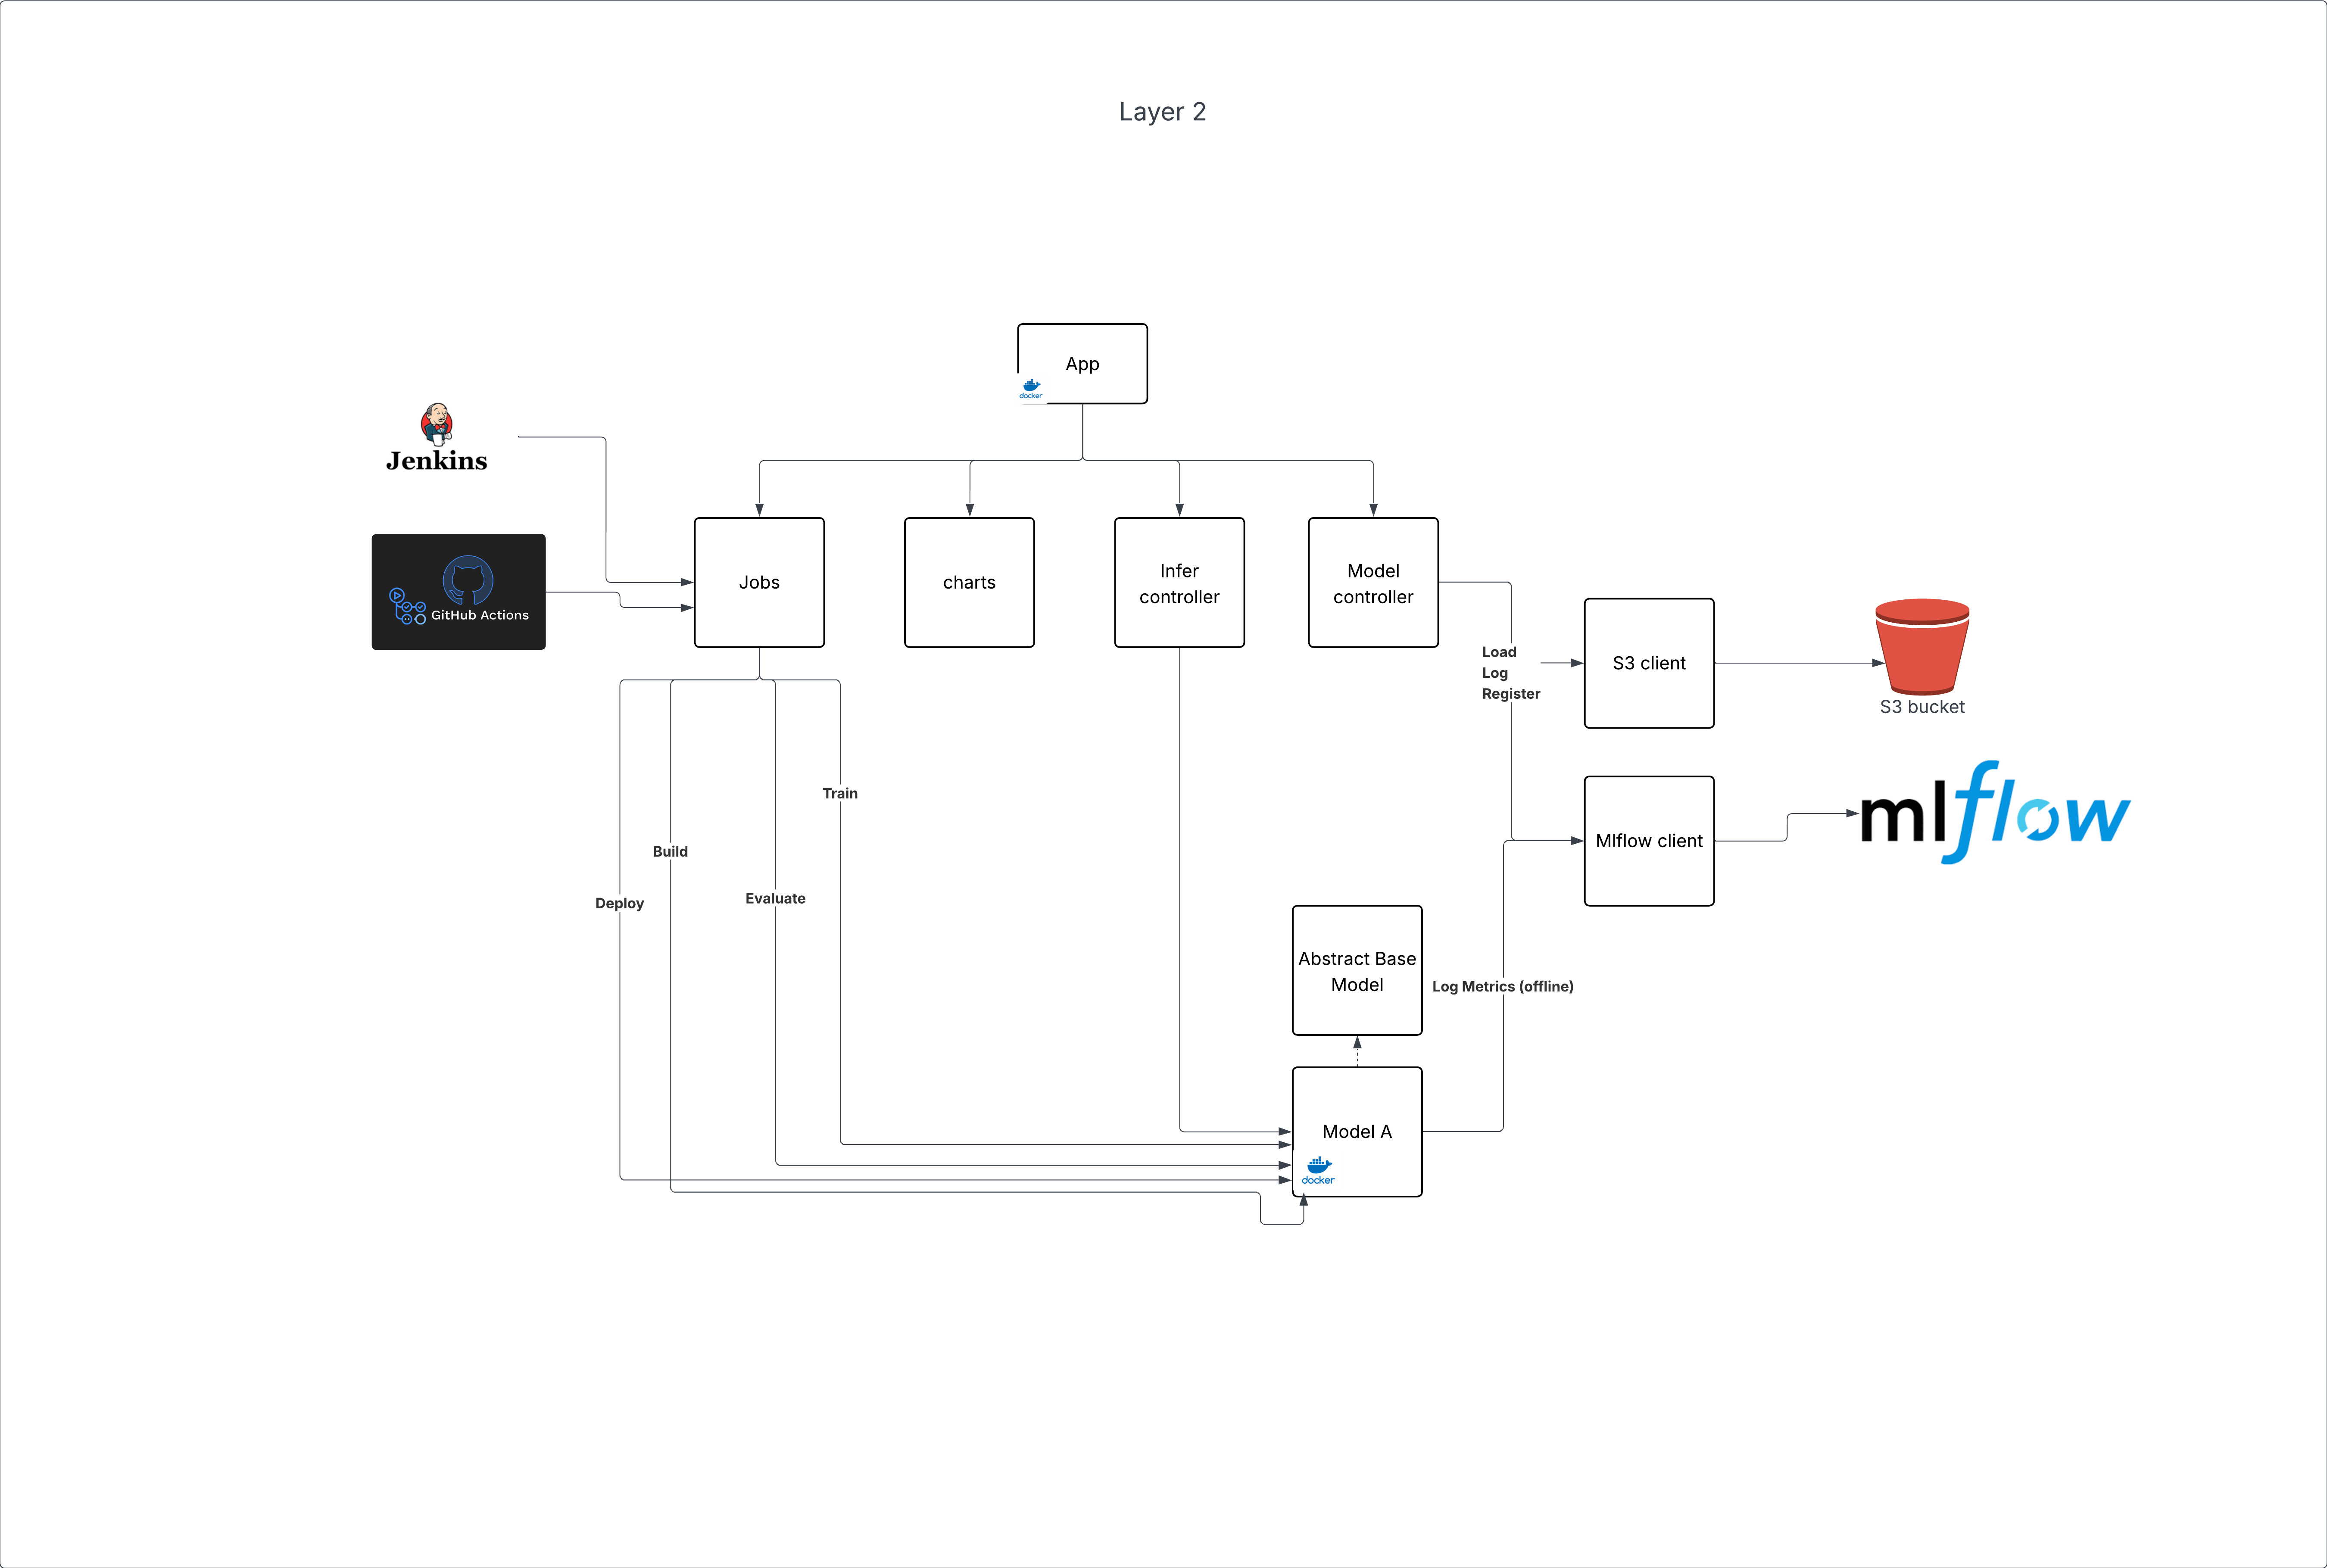 Layer 2
App
docker
Jenkins
GitHub Actions
Jobs
charts
Infer
controller
Model
controller
Load
Log
Register
S3 client
S3 bucket
Train
Build
Evaluate
Deploy
Mlflow client
mlflow
Abstract Base
Model
Log Metrics (offline)
Model A
docker